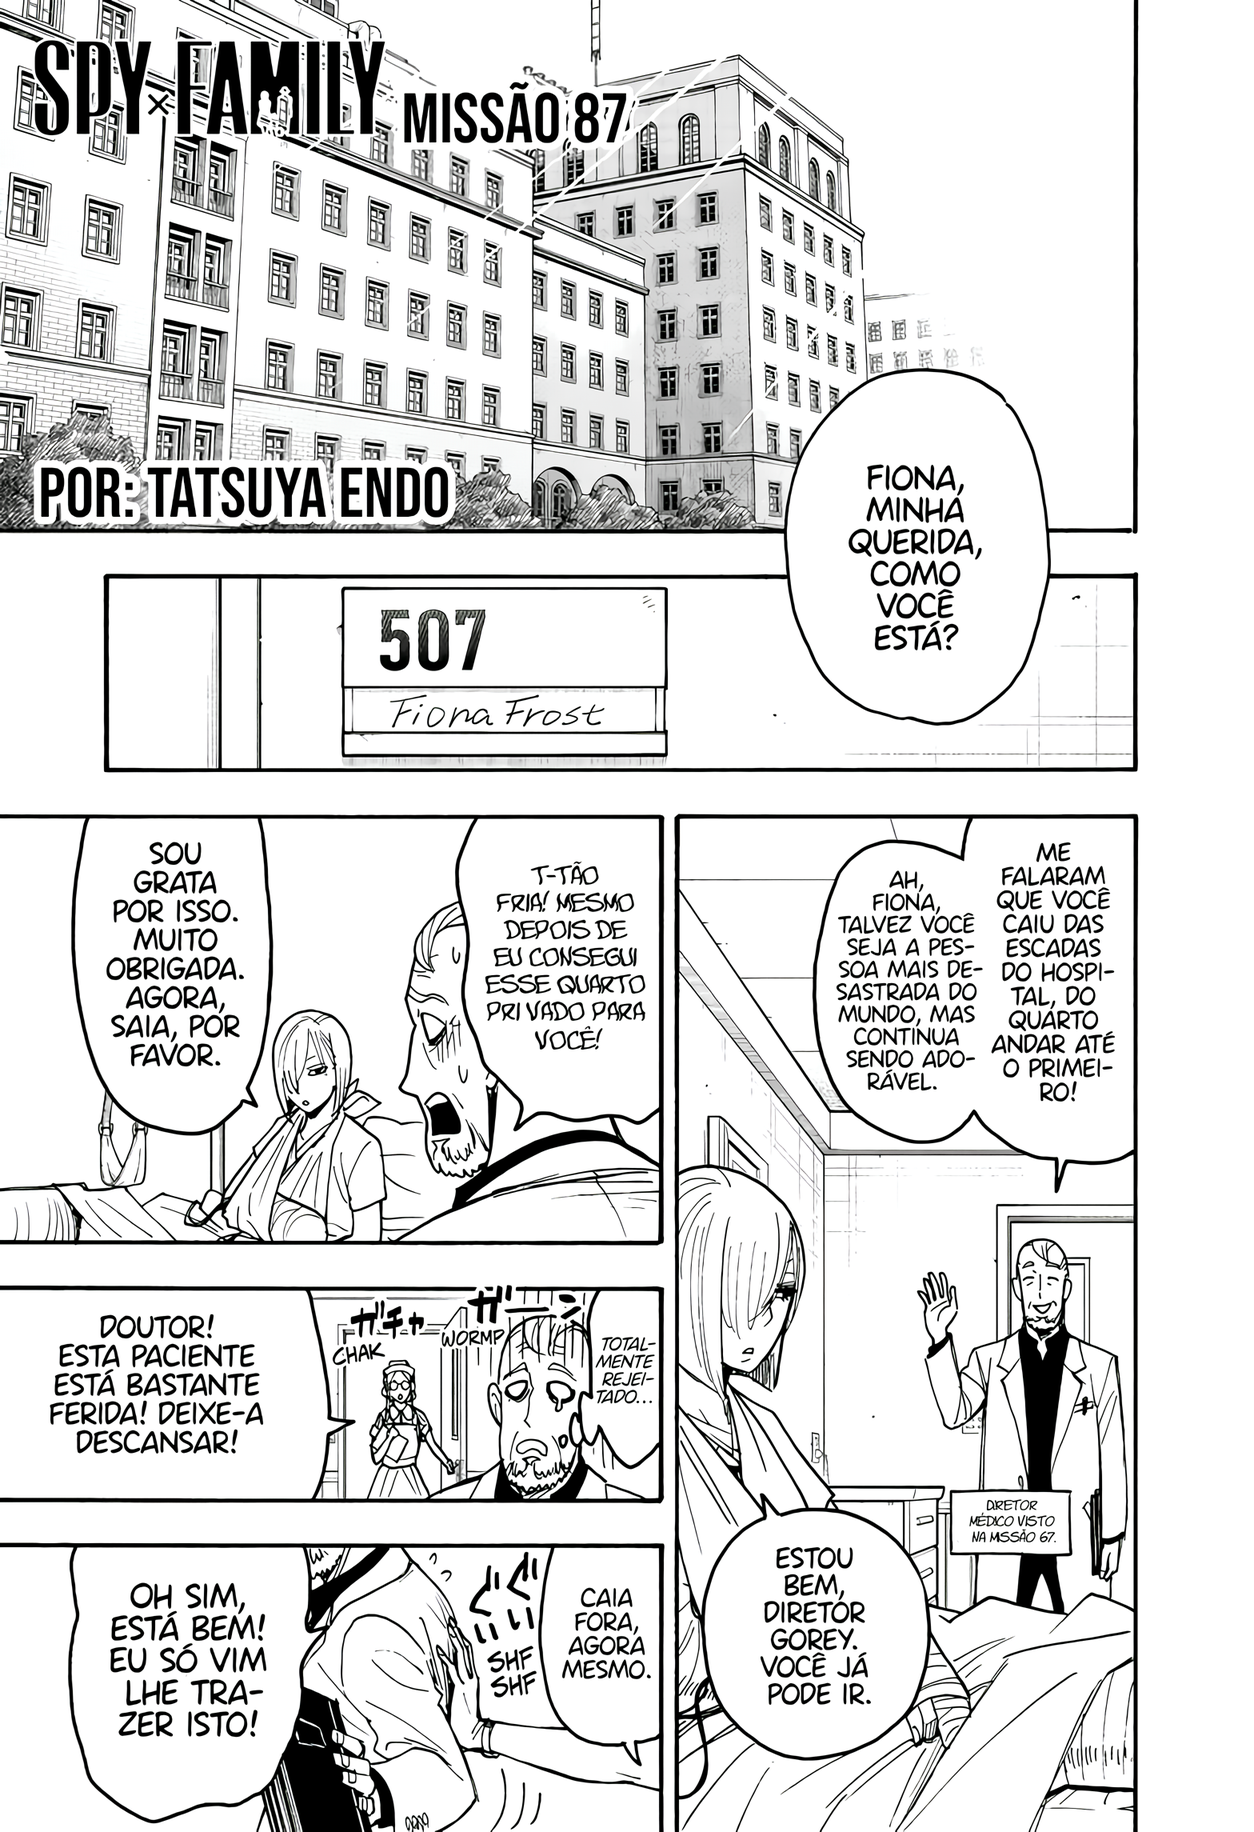 SPY×FAMILY
MISSÃO 87
POR: TATSUYA ENDO
FIONA,
MINHA
QUERIDA,
COMO
VOCÊ
ESTÁ?
507
Fiona Frost
ME
FALARAM
QUE VOCÊ
CAIU DAS
ESCADAS
DO HOSPI-
TAL, DO
QUARTO
ANDAR ATÉ
O PRIMEI-
RO!
AH,
FIONA,
TALVEZ VOCÊ
SEJA A PES-
SOA MAIS DE-
SASTRADA DO
MUNDO, MAS
CONTINUA
SENDO ADO-
RÁVEL.
DIRETOR
MÉDICO VISTO
NA MISSÃO 67.
ESTOU
BEM,
DIRETOR
GOREY.
VOCÊ JÁ
PODE IR.
T-TÃO
FRIA! MESMO
DEPOIS DE
EU CONSEGUI
ESSE QUARTO
PRIVADO PARA
VOCÊ!
SOU
GRATA
POR ISSO.
MUITO
OBRIGADA.
AGORA,
SAIA, POR
FAVOR.
TOTAL-
MENTE
REJEI-
TADO...
ガーン
WORMP
ガチャ
CHAK
DOUTOR!
ESTA PACIENTE
ESTÁ BASTANTE
FERIDA! DEIXE-A
DESCANSAR!
CAIA
FORA,
AGORA
MESMO.
ぐいぐい
SHF
SHF
OH SIM,
ESTÁ BEM!
EU SÓ VIM
LHE TRA-
ZER ISTO!